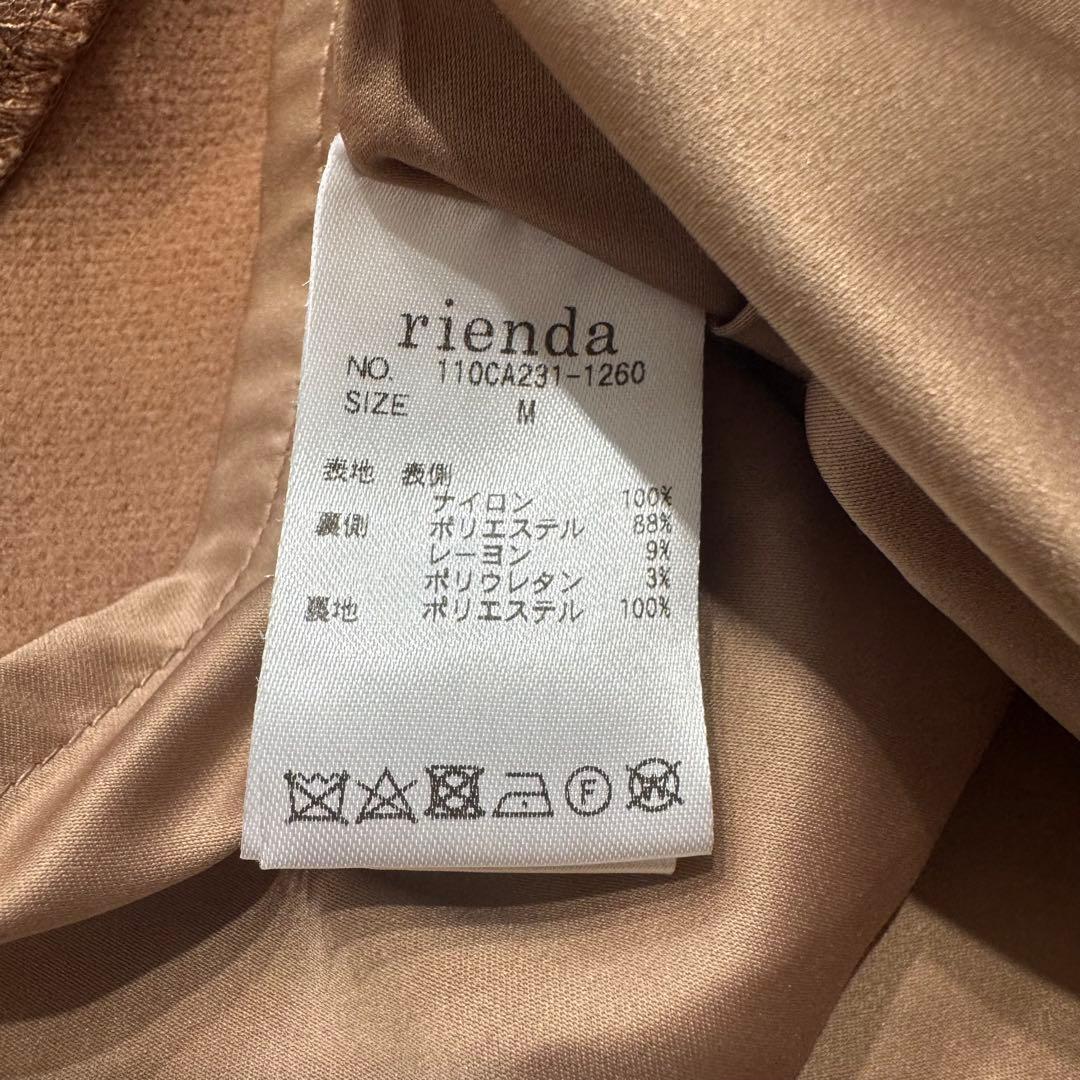 rienda
NO. 110CA231-1260
SIZE M
表地 表側
ナイロン 100%
裏側 ポリエステル 88%
レーヨン 9%
ポリウレタン 3%
裏地 ポリエステル 100%
F W